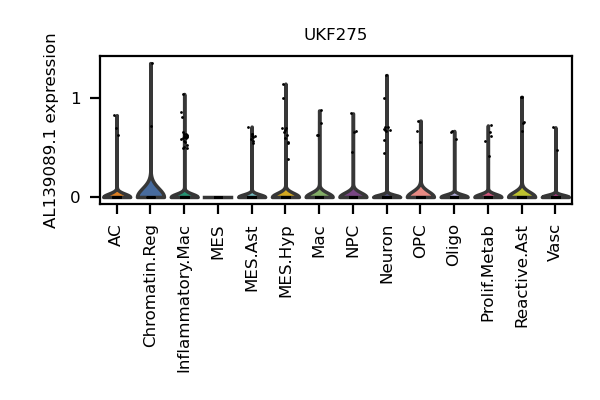 UKF275
AL139089.1 expression
1
0
AC
Chromatin.Reg
Inflammatory.Mac
MES
MES.Ast
MES.Hyp
Mac
NPC
Neuron
OPC
Oligo
Prolif.Metab
Reactive.Ast
Vasc